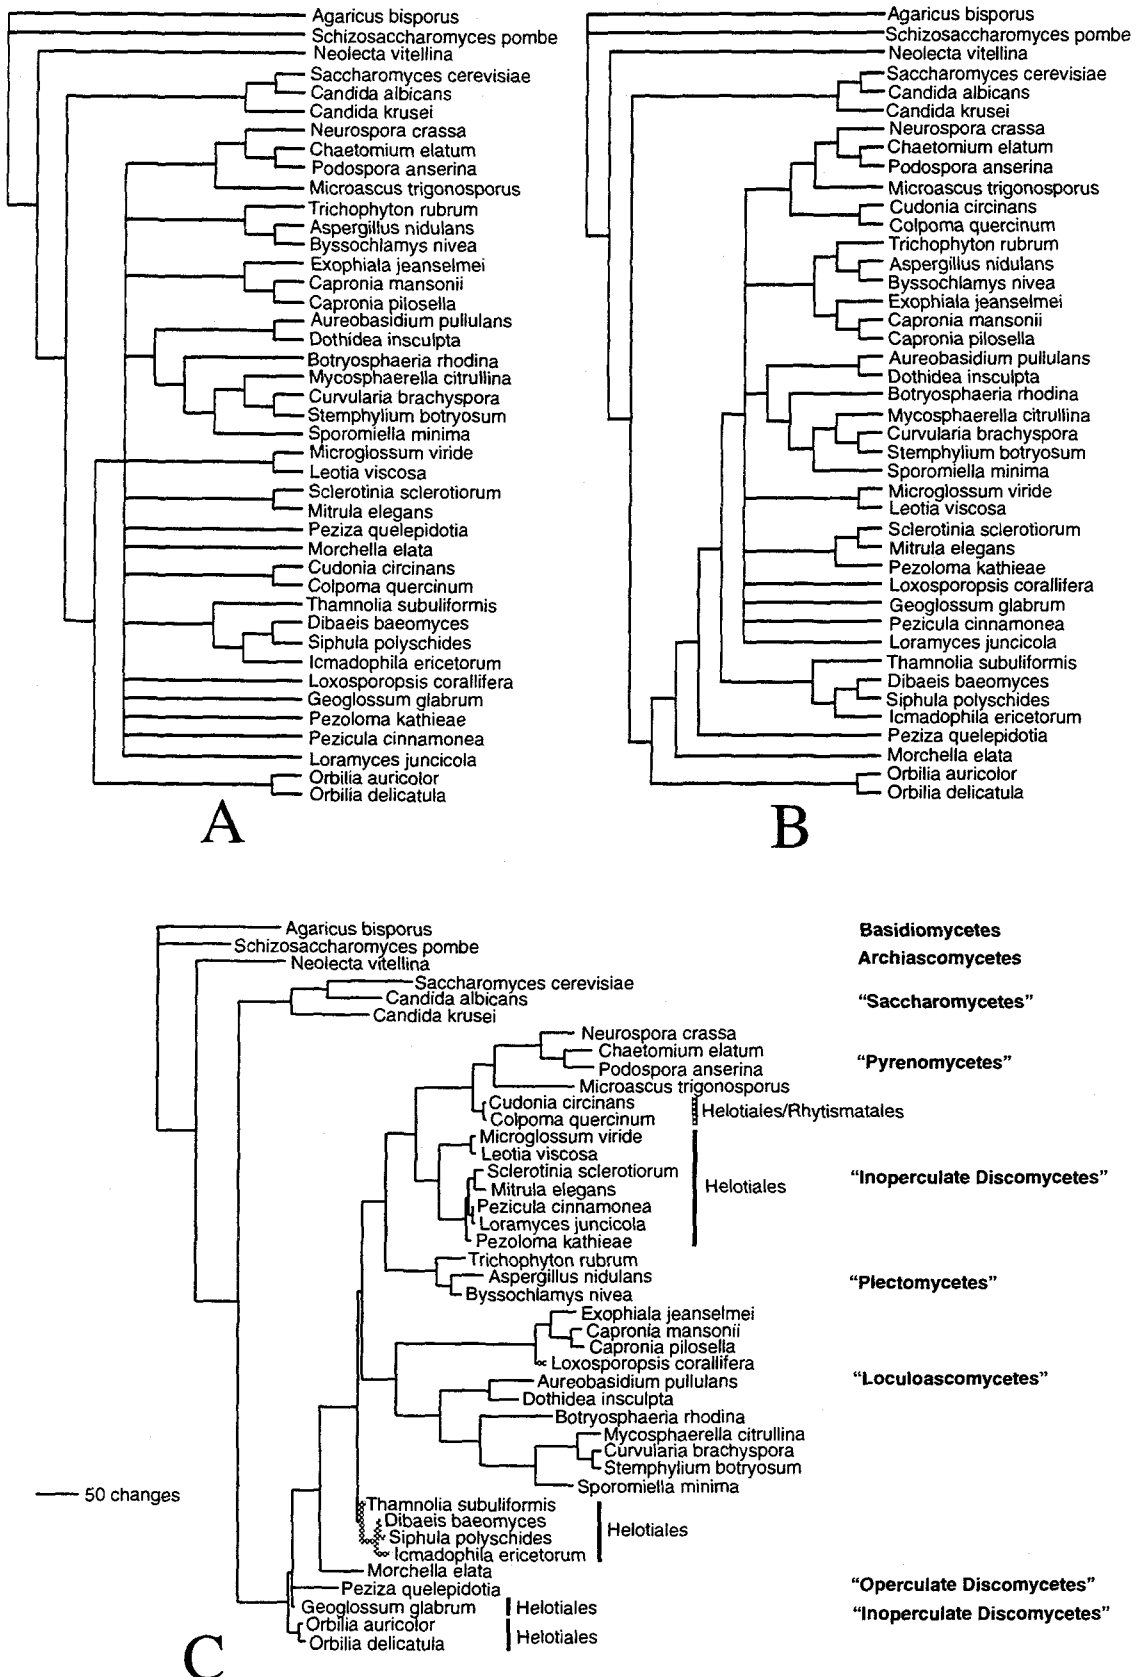 Agaricus bisporus
Schizosaccharomyces pombe
Neolecta vitellina
Saccharomyces cerevisiae
Candida albicans
Candida krusei
Neurospora crassa
Chaetomium elatum
Podospora anserina
Microascus trigonosporus
Trichophyton rubrum
Aspergillus nidulans
Byssochlamys nivea
Exophiala jeanselmei
Capronia mansonii
Capronia pilosella
Aureobasidium pullulans
Dothidea insculpta
Botryosphaeria rhodina
Mycosphaerella citrullina
Curvularia brachyspora
Stemphylium botryosum
Sporomiella minima
Microglossum viride
Leotia viscosa
Sclerotinia sclerotiorum
Mitrula elegans
Peziza quelepidotia
Morchella elata
Cudonia circinans
Colpoma quercinum
Thamnolia subuliformis
Dibaeis baeomyces
Siphula polyschides
Icmadophila ericetorum
Loxosporopsis corallifera
Geoglossum glabrum
Pezoloma kathieae
Pezicula cinnamonea
Loramyces juncicola
Orbilia auricolor
Orbilia delicatula
A
Agaricus bisporus
Schizosaccharomyces pombe
Neolecta vitellina
Saccharomyces cerevisiae
Candida albicans
Candida krusei
Neurospora crassa
Chaetomium elatum
Podospora anserina
Microascus trigonosporus
Cudonia circinans
Colpoma quercinum
Trichophyton rubrum
Aspergillus nidulans
Byssochlamys nivea
Exophiala jeanselmei
Capronia mansonii
Capronia pilosella
Aureobasidium pullulans
Dothidea insculpta
Botryosphaeria rhodina
Mycosphaerella citrullina
Curvularia brachyspora
Stemphylium botryosum
Sporomiella minima
Microglossum viride
Leotia viscosa
Sclerotinia sclerotiorum
Mitrula elegans
Pezoloma kathieae
Loxosporopsis corallifera
Geoglossum glabrum
Pezicula cinnamonea
Loramyces juncicola
Thamnolia subuliformis
Dibaeis baeomyces
Siphula polyschides
Icmadophila ericetorum
Peziza quelepidotia
Morchella elata
Orbilia auricolor
Orbilia delicatula
B
Agaricus bisporus Basidiomycetes
Schizosaccharomyces pombe
Neolecta vitellina Archiascomycetes
Saccharomyces cerevisiae
Candida albicans “Saccharomycetes”
Candida krusei
Neurospora crassa
Chaetomium elatum “Pyrenomycetes”
Podospora anserina
Microascus trigonosporus
Cudonia circinans Helotiales/Rhytismatales
Colpoma quercinum
Microglossum viride
Leotia viscosa
Sclerotinia sclerotiorum “Inoperculate Discomycetes”
Mitrula elegans Helotiales
Pezicula cinnamonea
Loramyces juncicola
Pezoloma kathieae
Trichophyton rubrum
Aspergillus nidulans “Plectomycetes”
Byssochlamys nivea
Exophiala jeanselmei
Capronia mansonii
Capronia pilosella
Loxosporopsis corallifera
Aureobasidium pullulans “Loculoascomycetes”
Dothidea insculpta
Botryosphaeria rhodina
Mycosphaerella citrullina
Curvularia brachyspora
Stemphylium botryosum
Sporomiella minima
50 changes
Thamnolia subuliformis
Dibaeis baeomyces Helotiales
Siphula polyschides
Icmadophila ericetorum
Morchella elata
Peziza quelepidotia “Operculate Discomycetes”
Geoglossum glabrum Helotiales “Inoperculate Discomycetes”
Orbilia auricolor
Orbilia delicatula Helotiales
C